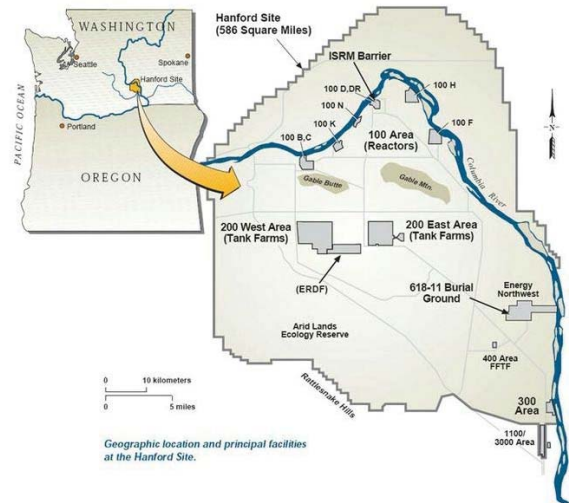 WASHINGTON
Seattle
Spokane
Hanford Site
Portland
PACIFIC OCEAN
OREGON
Hanford Site
(586 Square Miles)
ISRM Barrier
100 D,DR
100 H
100 N
100 K
100 F
100 B,C
100 Area
(Reactors)
N
Columbia
River
Gable Butte
Gable Mtn.
200 West Area
(Tank Farms)
200 East Area
(Tank Farms)
(ERDF)
618-11 Burial
Ground
Energy
Northwest
Arid Lands
Ecology Reserve
400 Area
FFTF
Rattlesnake Hills
300
Area
1100/
3000 Area
0 10 kilometers
0 5 miles
Geographic location and principal facilities
at the Hanford Site.